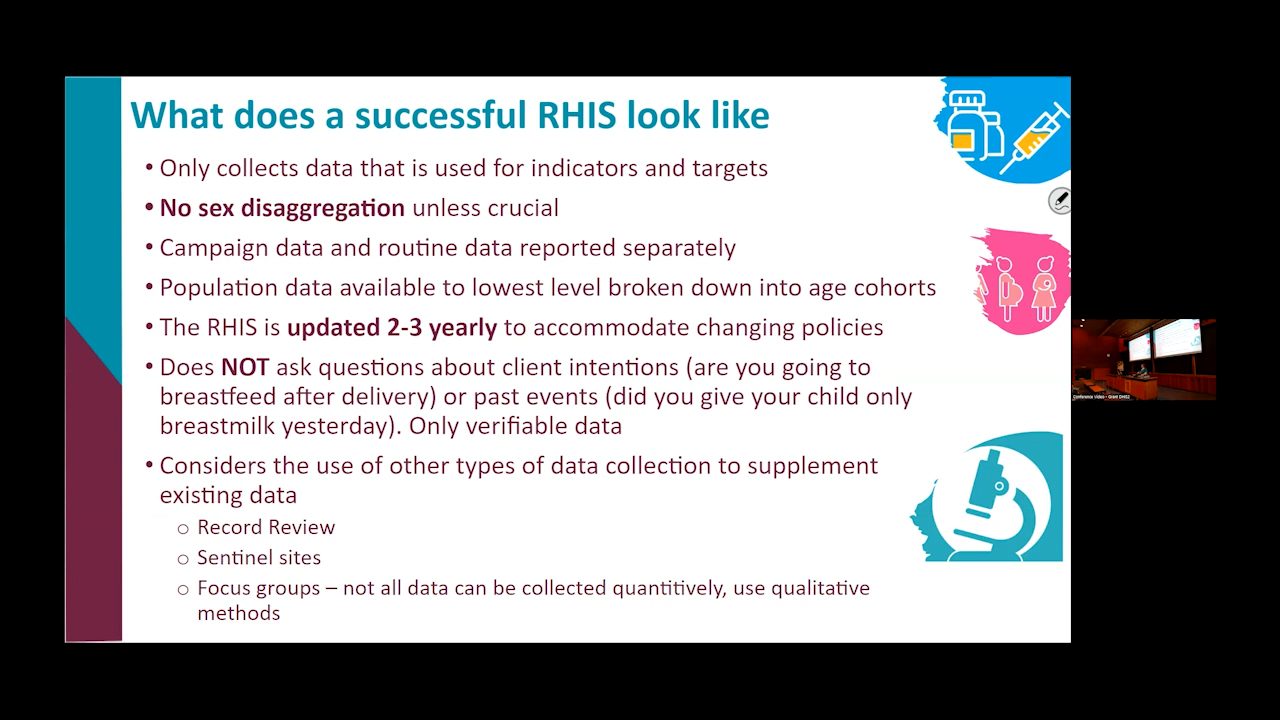 What does a successful RHIS look like
• Only collects data that is used for indicators and targets
• No sex disaggregation unless crucial
• Campaign data and routine data reported separately
• Population data available to lowest level broken down into age cohorts
• The RHIS is updated 2-3 yearly to accommodate changing policies
• Does NOT ask questions about client intentions (are you going to
breastfeed after delivery) or past events (did you give your child only
breastmilk yesterday). Only verifiable data
• Considers the use of other types of data collection to supplement
existing data
o Record Review
o Sentinel sites
o Focus groups – not all data can be collected quantitively, use qualitative
methods
Conference Video - Grant DHIS2